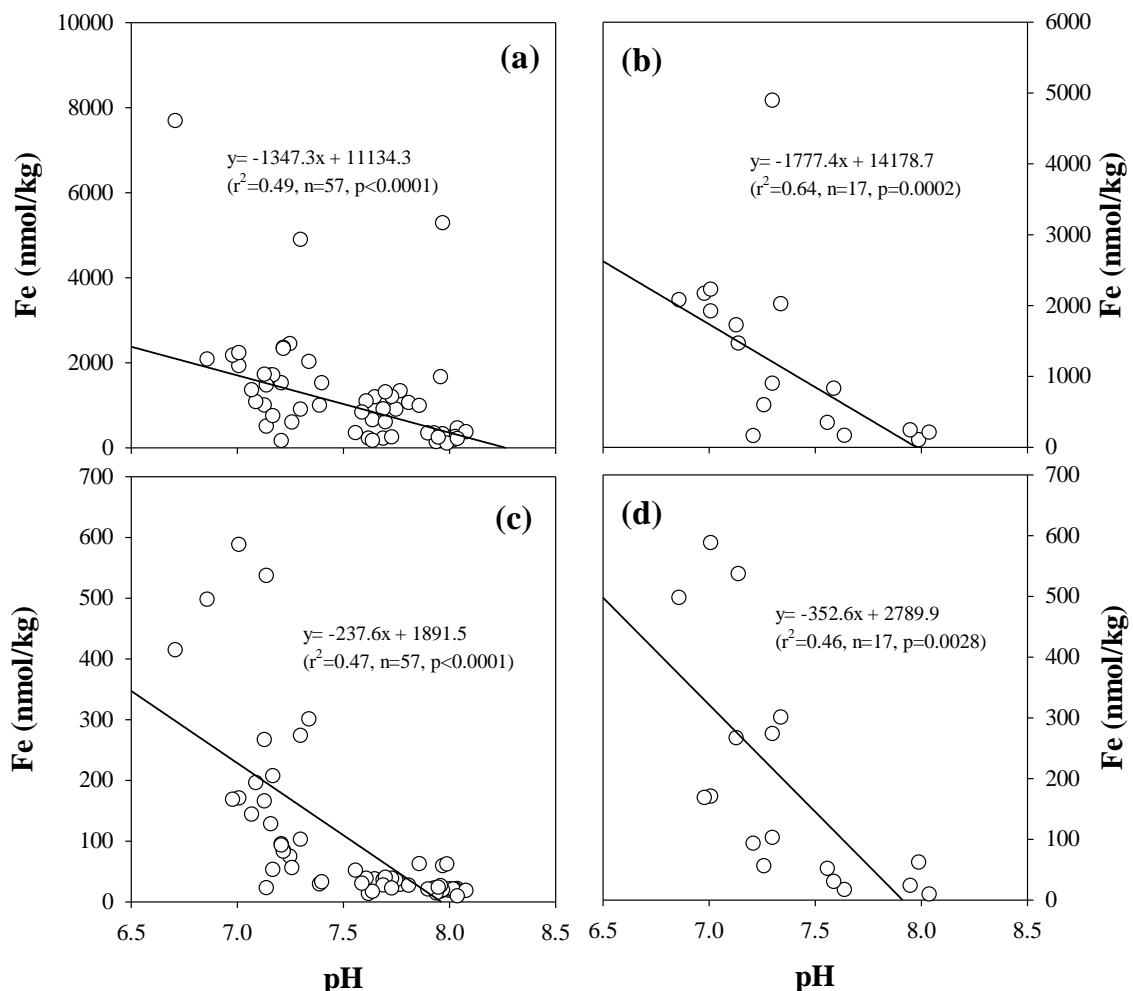 10000
8000
6000
4000
2000
0
Fe (nmol/kg)
(a)
y= -1347.3x + 11134.3
(r²=0.49, n=57, p<0.0001)
6000
5000
4000
3000
2000
1000
0
Fe (nmol/kg)
(b)
y= -1777.4x + 14178.7
(r²=0.64, n=17, p=0.0002)
700
600
500
400
300
200
100
0
Fe (nmol/kg)
(c)
y= -237.6x + 1891.5
(r²=0.47, n=57, p<0.0001)
6.5 7.0 7.5 8.0 8.5
pH
700
600
500
400
300
200
100
0
Fe (nmol/kg)
(d)
y= -352.6x + 2789.9
(r²=0.46, n=17, p=0.0028)
6.5 7.0 7.5 8.0 8.5
pH